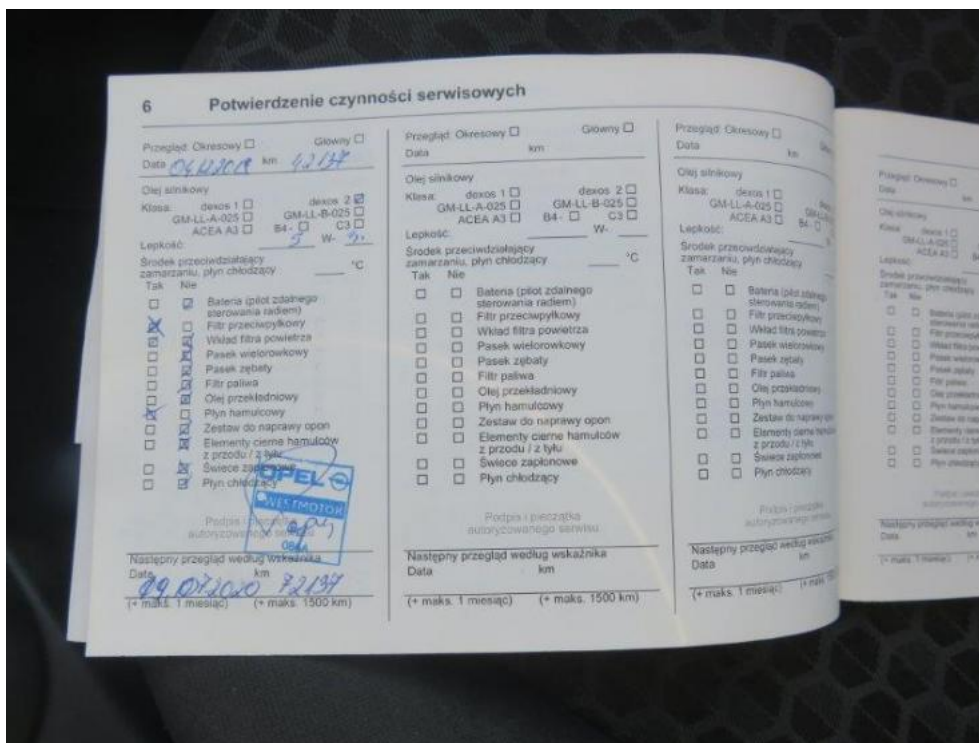 6 Potwierdzenie czynności serwisowych
Przegląd: Okresowy ☐ Główny ☐
Data km 42137
Olej silnikowy
Klasa: dexos 1 ☐ dexos 2 ☑
GM-LL-A-025 ☐ GM-LL-B-025 ☐
ACEA A3 ☐ B4- ☐ C3 ☐
Lepkość: 5 W-
Środek przeciwdziałający
zamarzaniu, płyn chłodzący °C
Tak Nie
☐ ☑ Bateria (pilot zdalnego
sterowania radiem)
☒ ☐ Filtr przeciwpyłkowy
☑ ☑ Wkład filtra powietrza
☐ ☑ Pasek wielorowkowy
☐ ☑ Pasek zębaty
☐ ☑ Filtr paliwa
☐ ☑ Olej przekładniowy
☒ ☐ Płyn hamulcowy
☐ ☑ Zestaw do naprawy opon
☐ ☑ Elementy cierne hamulców
z przodu / z tyłu
☐ ☑ Świece zapłonowe
☐ ☑ Płyn chłodzący
OPEL
WESTMOTOR
Podpis i pieczątka
autoryzowanego serwisu
Następny przegląd według wskaźnika
Data km
07 2020 72137
(+ maks. 1 miesiąc) (+ maks. 1500 km)
Przegląd: Okresowy ☐ Główny ☐
Data km
Olej silnikowy
Klasa: dexos 1 ☐ dexos 2 ☐
GM-LL-A-025 ☐ GM-LL-B-025 ☐
ACEA A3 ☐ B4- ☐ C3 ☐
Lepkość: W-
Środek przeciwdziałający
zamarzaniu, płyn chłodzący °C
Tak Nie
☐ ☐ Bateria (pilot zdalnego
sterowania radiem)
☐ ☐ Filtr przeciwpyłkowy
☐ ☐ Wkład filtra powietrza
☐ ☐ Pasek wielorowkowy
☐ ☐ Pasek zębaty
☐ ☐ Filtr paliwa
☐ ☐ Olej przekładniowy
☐ ☐ Płyn hamulcowy
☐ ☐ Zestaw do naprawy opon
☐ ☐ Elementy cierne hamulców
z przodu / z tyłu
☐ ☐ Świece zapłonowe
☐ ☐ Płyn chłodzący
Podpis i pieczątka
autoryzowanego serwisu
Następny przegląd według wskaźnika
Data km
(+ maks. 1 miesiąc) (+ maks. 1500 km)
Przegląd: Okresowy ☐
Data km
Olej silnikowy
Klasa: dexos 1 ☐
GM-LL-A-025 ☐
ACEA A3 ☐
Lepkość:
Środek przeciwdziałający
zamarzaniu, płyn chłodzący
Tak Nie
☐ ☐ Bateria (pilot zdalnego
sterowania radiem)
☐ ☐ Filtr przeciwpyłkowy
☐ ☐ Wkład filtra powietrza
☐ ☐ Pasek wielorowkowy
☐ ☐ Pasek zębaty
☐ ☐ Filtr paliwa
☐ ☐ Olej przekładniowy
☐ ☐ Płyn hamulcowy
☐ ☐ Zestaw do naprawy
☐ ☐ Elementy cierne
z przodu / z tyłu
☐ ☐ Świece zapłonowe
☐ ☐ Płyn chłodzący
Podpis i pieczątka
autoryzowanego serwisu
Następny przegląd według
Data km
(+ maks. 1 miesiąc)